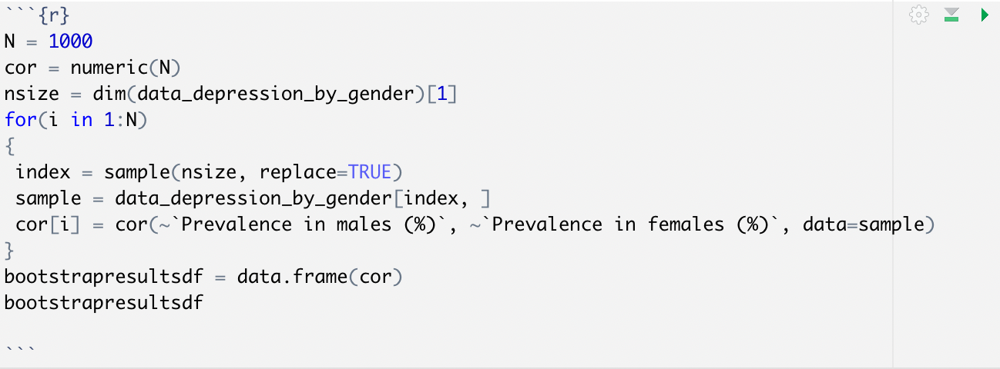 ```{r}
N = 1000
cor = numeric(N)
nsize = dim(data_depression_by_gender)[1]
for(i in 1:N)
{
 index = sample(nsize, replace=TRUE)
 sample = data_depression_by_gender[index, ]
 cor[i] = cor(~`Prevalence in males (%)`, ~`Prevalence in females (%)`, data=sample)
}
bootstrapresultsdf = data.frame(cor)
bootstrapresultsdf
```